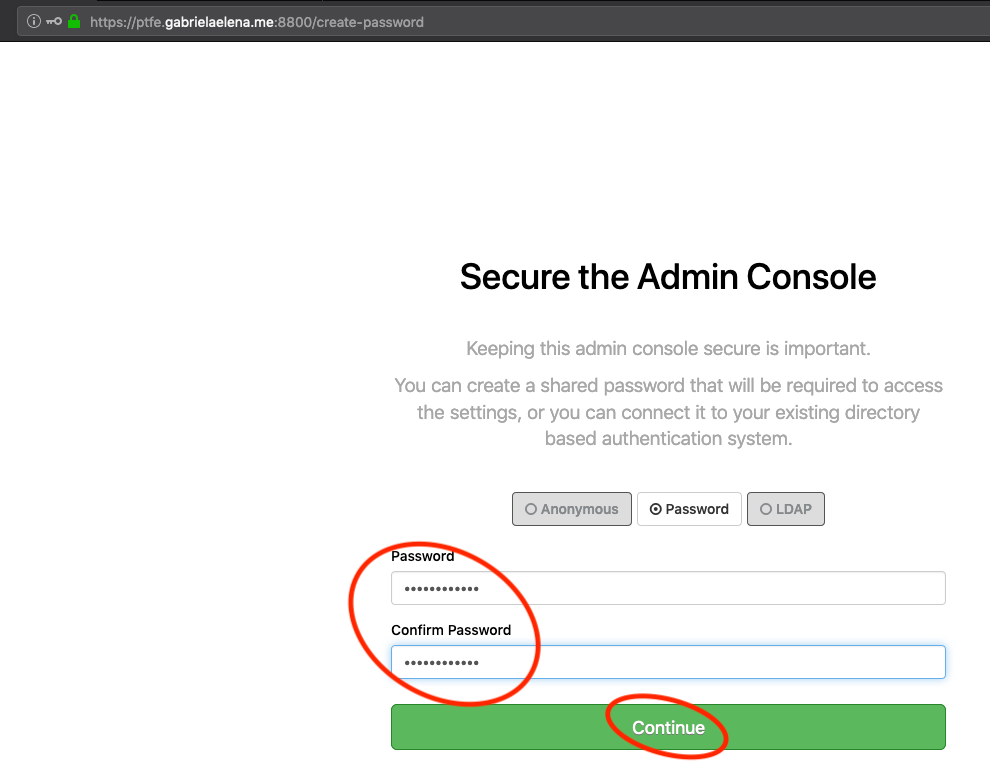 https://ptfe.gabrielaelena.me:8800/create-password
Secure the Admin Console
Keeping this admin console secure is important.
You can create a shared password that will be required to access
the settings, or you can connect it to your existing directory
based authentication system.
Anonymous Password LDAP
Password
••••••••••••
Confirm Password
••••••••••••
Continue